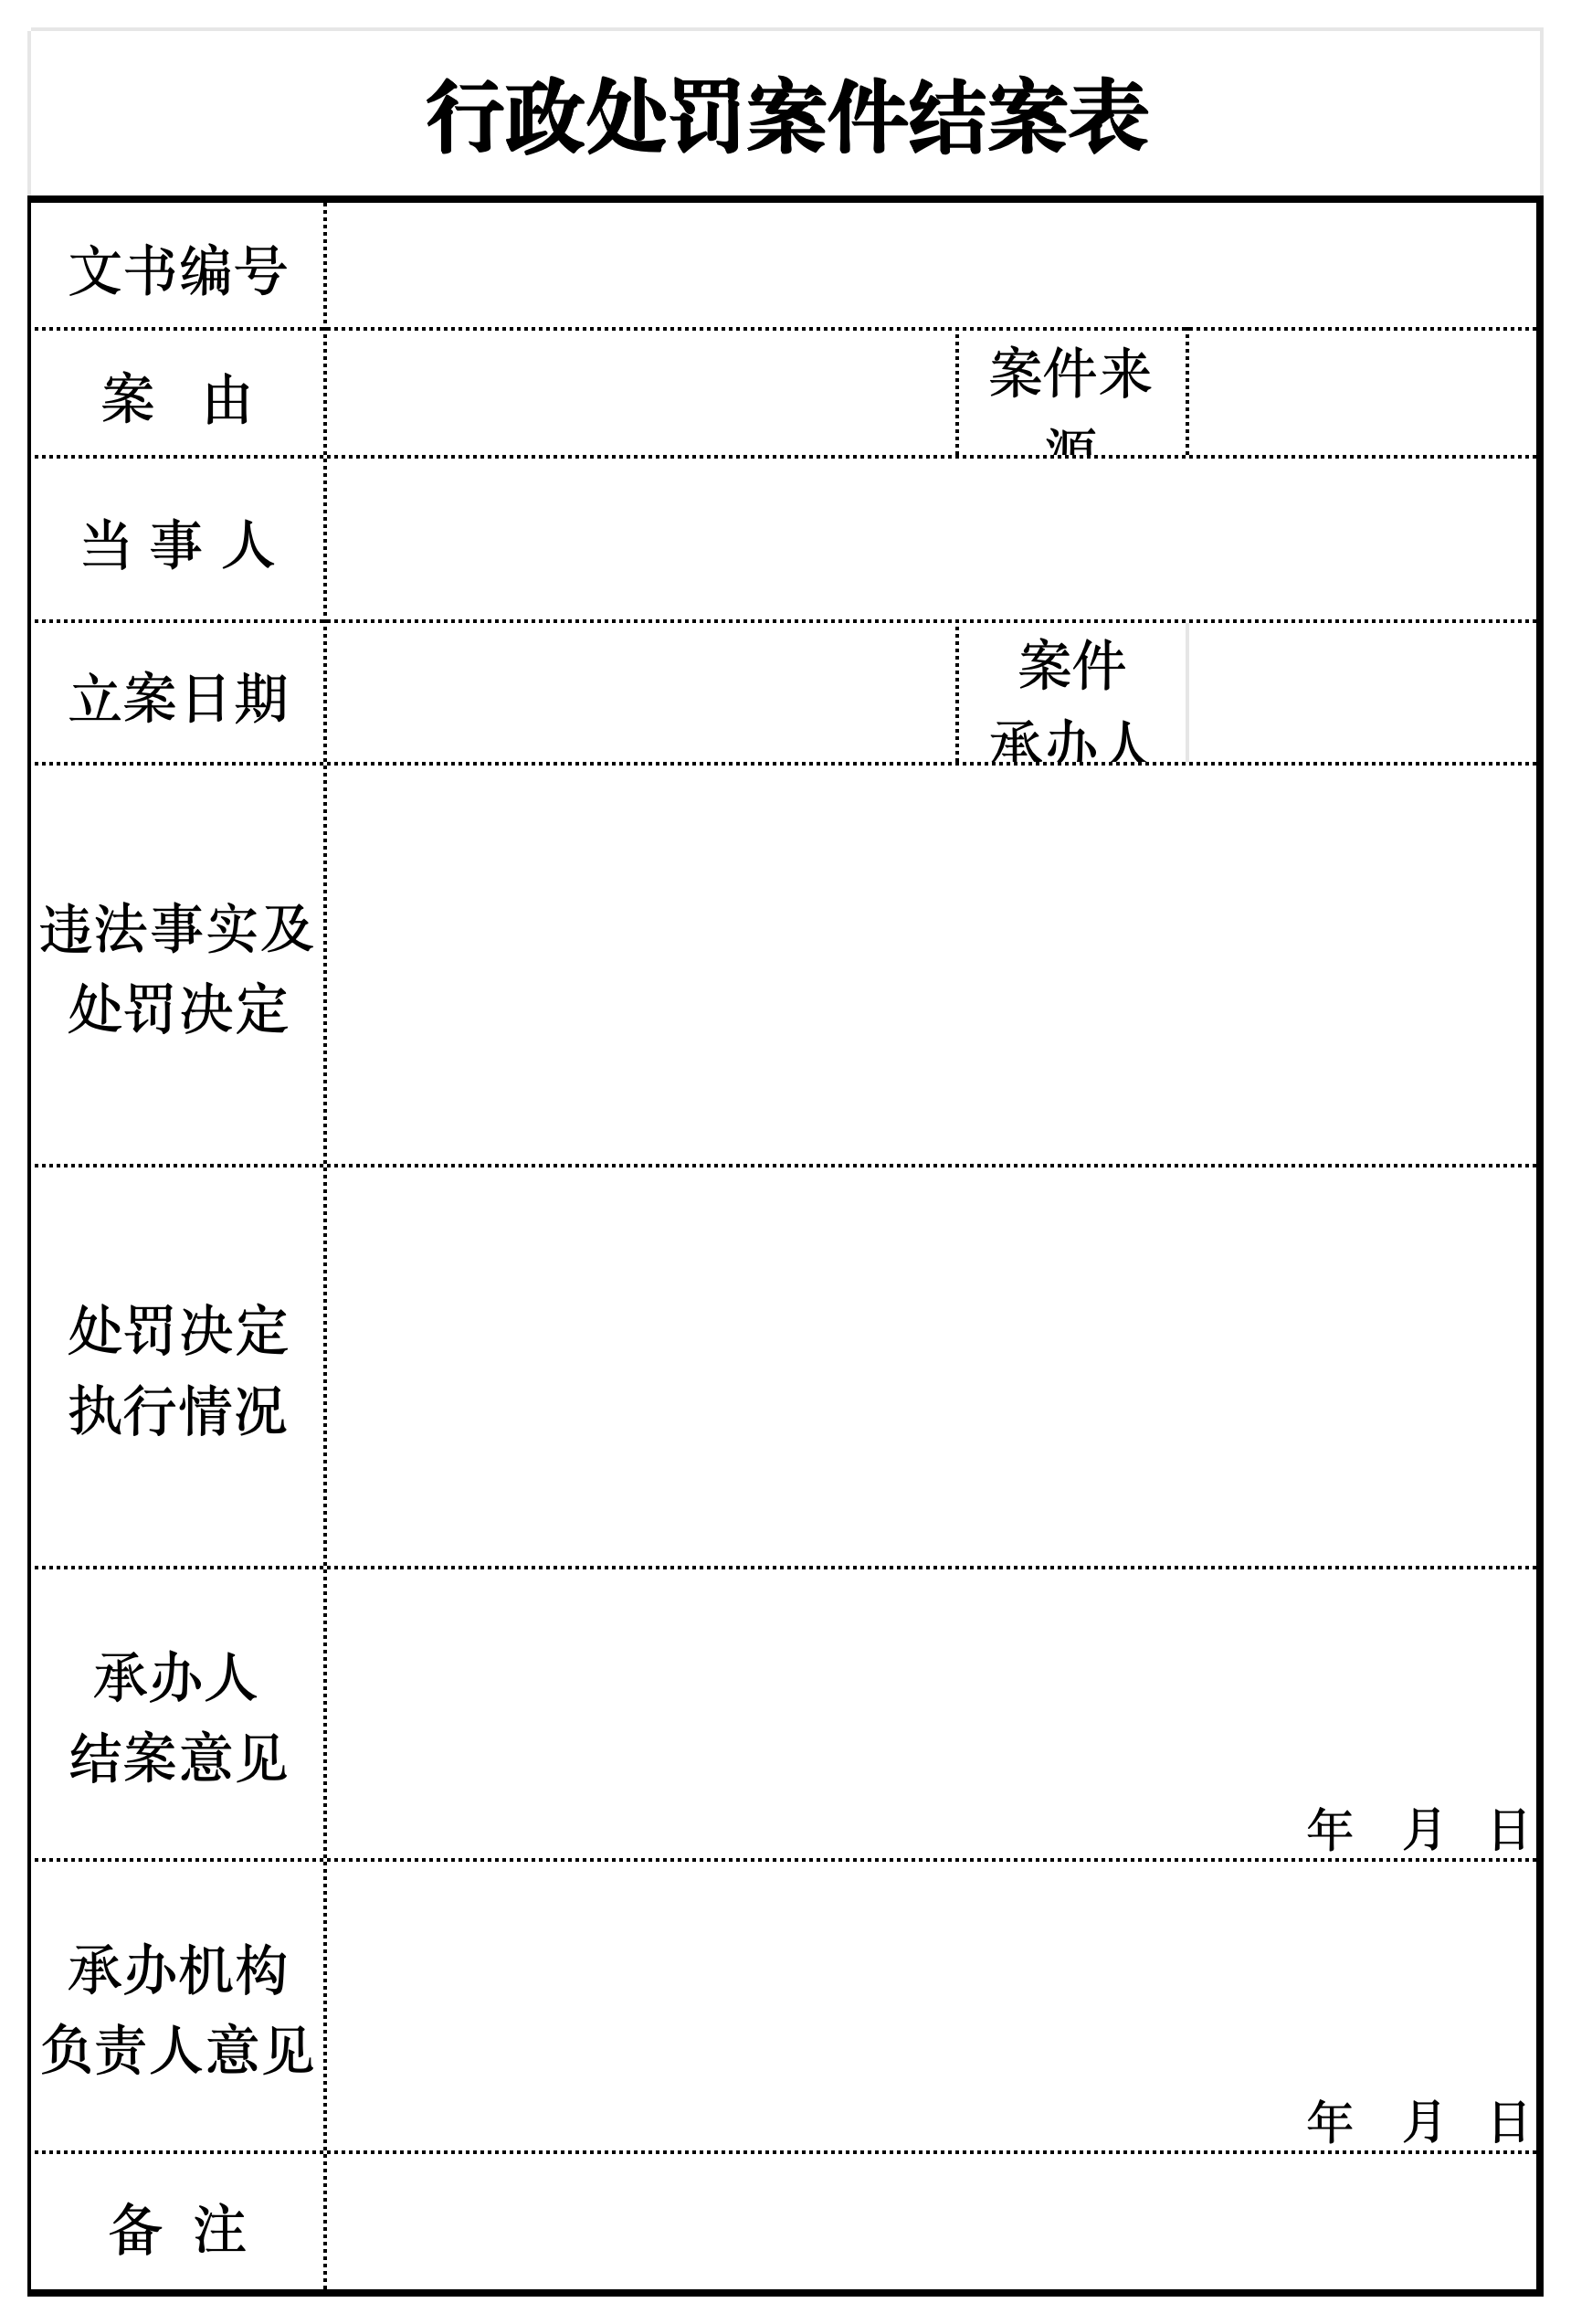 行政处罚案件结案表
文书编号
案 由
案件来
源
当 事 人
立案日期
案件
承办人
违法事实及
处罚决定
处罚决定
执行情况
承办人
结案意见
年 月 日
承办机构
负责人意见
年 月 日
备 注